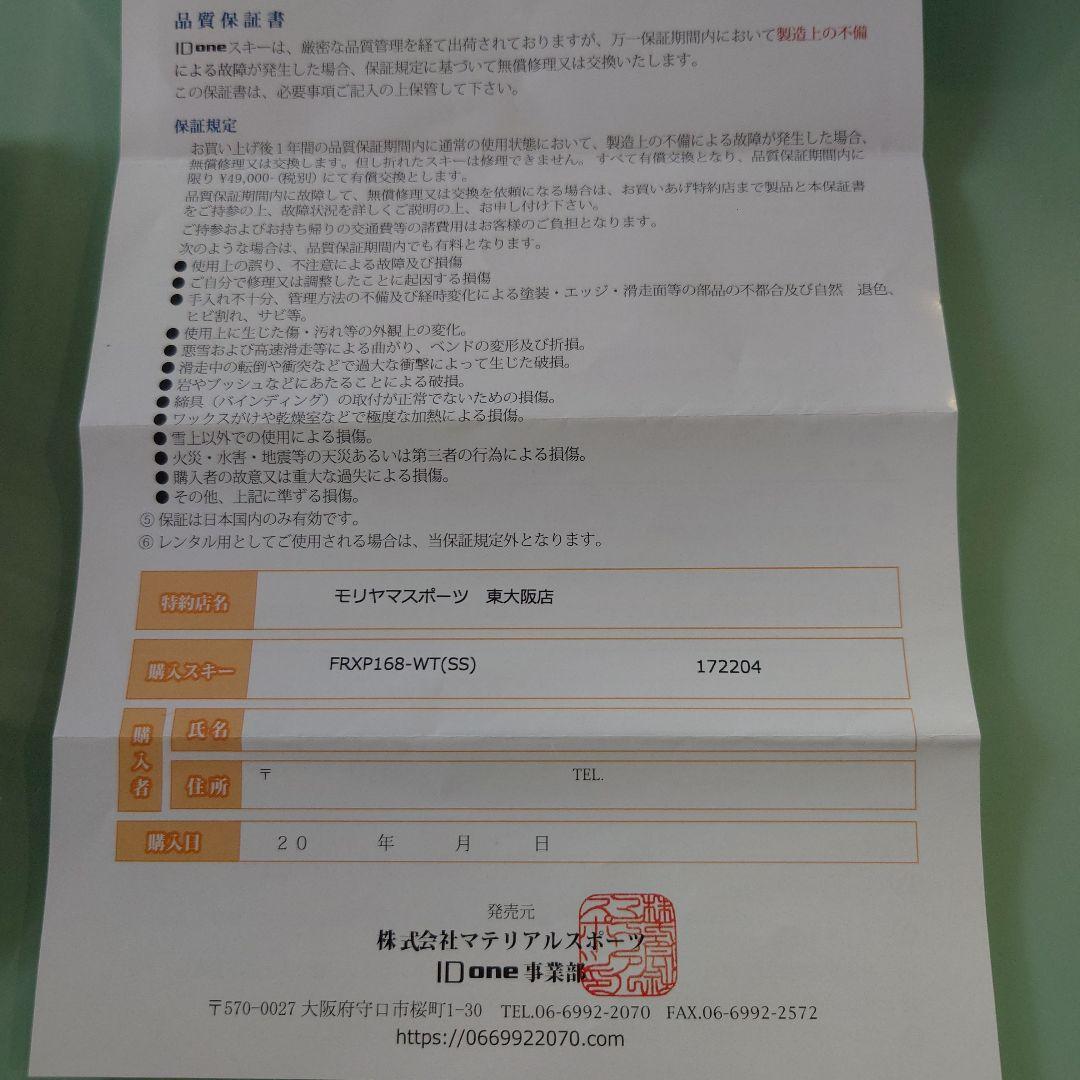 品質保証書
ID oneスキーは、厳密な品質管理を経て出荷されておりますが、万一保証期間内において製造上の不備
による故障が発生した場合、保証規定に基づいて無償修理又は交換いたします。
この保証書は、必要事項ご記入の上保管して下さい。
保証規定
お買い上げ後1年間の品質保証期間内に通常の使用状態において、製造上の不備による故障が発生した場合、
無償修理又は交換します。但し折れたスキーは修理できません。 すべて有償交換となり、品質保証期間内に
限り ¥49,000-(税別) にて有償交換とします。
品質保証期間内に故障して、無償修理又は交換を依頼になる場合は、お買いあげ特約店まで製品と本保証書
をご持参の上、故障状況を詳しくご説明の上、お申し付け下さい。
ご持参およびお持ち帰りの交通費等の諸費用はお客様のご負担となります。
次のような場合は、品質保証期間内でも有料となります。
●使用上の誤り、不注意による故障及び損傷
●ご自分で修理又は調整したことに起因する損傷
●手入れ不十分、管理方法の不備及び経時変化による塗装・エッジ・滑走面等の部品の不都合及び自然　退色、
ヒビ割れ、サビ等。
●使用上に生じた傷・汚れ等の外観上の変化。
●悪雪および高速滑走等による曲がり、ベンドの変形及び折損。
●滑走中の転倒や衝突などで過大な衝撃によって生じた破損。
●岩やブッシュなどにあたることによる破損。
●締具（バインディング）の取付が正常でないための損傷。
●ワックスがけや乾燥室などで極度な加熱による損傷。
●雪上以外での使用による損傷。
●火災・水害・地震等の天災あるいは第三者の行為による損傷。
●購入者の故意又は重大な過失による損傷。
●その他、上記に準ずる損傷。
⑤保証は日本国内のみ有効です。
⑥レンタル用としてご使用される場合は、当保証規定外となります。
特約店名 モリヤマスポーツ　東大阪店
購入スキー FRXP168-WT(SS) 172204
購入者
氏名
住所 〒 TEL.
購入日 20 年 月 日
発売元
株式会社マテリアルスポーツ
ID one 事業部
〒570-0027 大阪府守口市桜町1-30 TEL.06-6992-2070 FAX.06-6992-2572
https://0669922070.com